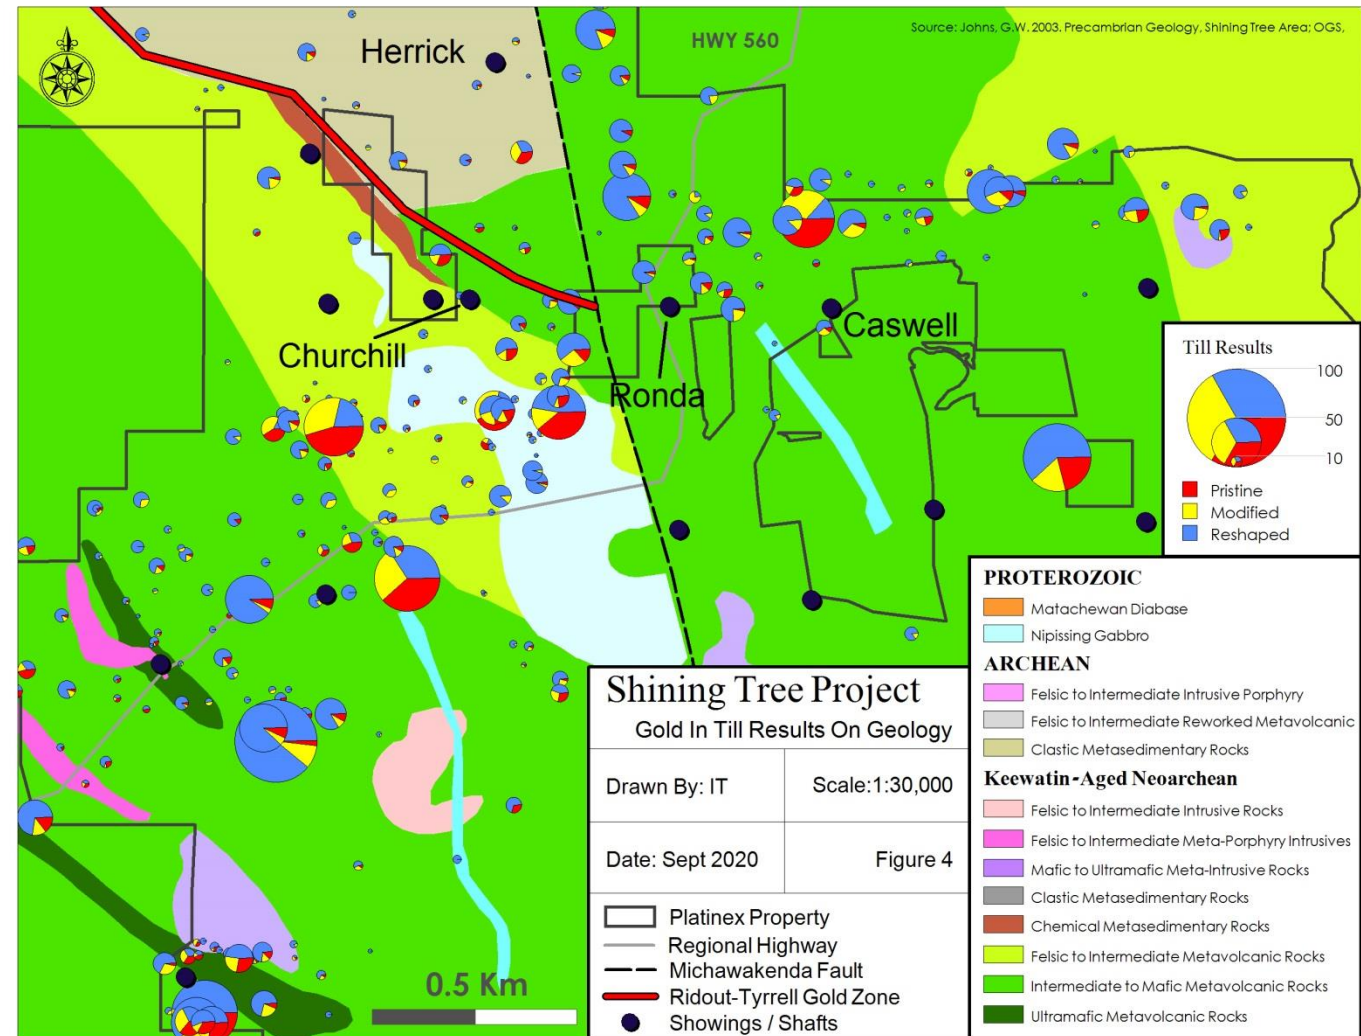 Source: Johns, G.W. 2003. Precambrian Geology, Shining Tree Area; OGS,
HWY 560
Herrick
Churchill
Ronda
Caswell
Till Results
100
50
10
Pristine
Modified
Reshaped
PROTEROZOIC
Matachewan Diabase
Nipissing Gabbro
ARCHEAN
Felsic to Intermediate Intrusive Porphyry
Felsic to Intermediate Reworked Metavolcanic
Clastic Metasedimentary Rocks
Keewatin-Aged Neoarchean
Felsic to Intermediate Intrusive Rocks
Felsic to Intermediate Meta-Porphyry Intrusives
Mafic to Ultramafic Meta-Intrusive Rocks
Clastic Metasedimentary Rocks
Chemical Metasedimentary Rocks
Felsic to Intermediate Metavolcanic Rocks
Intermediate to Mafic Metavolcanic Rocks
Ultramafic Metavolcanic Rocks
Shining Tree Project
Gold In Till Results On Geology
Drawn By: IT
Scale:1:30,000
Date: Sept 2020
Figure 4
Platinex Property
Regional Highway
Michawakenda Fault
Ridout-Tyrrell Gold Zone
Showings / Shafts
0.5 Km